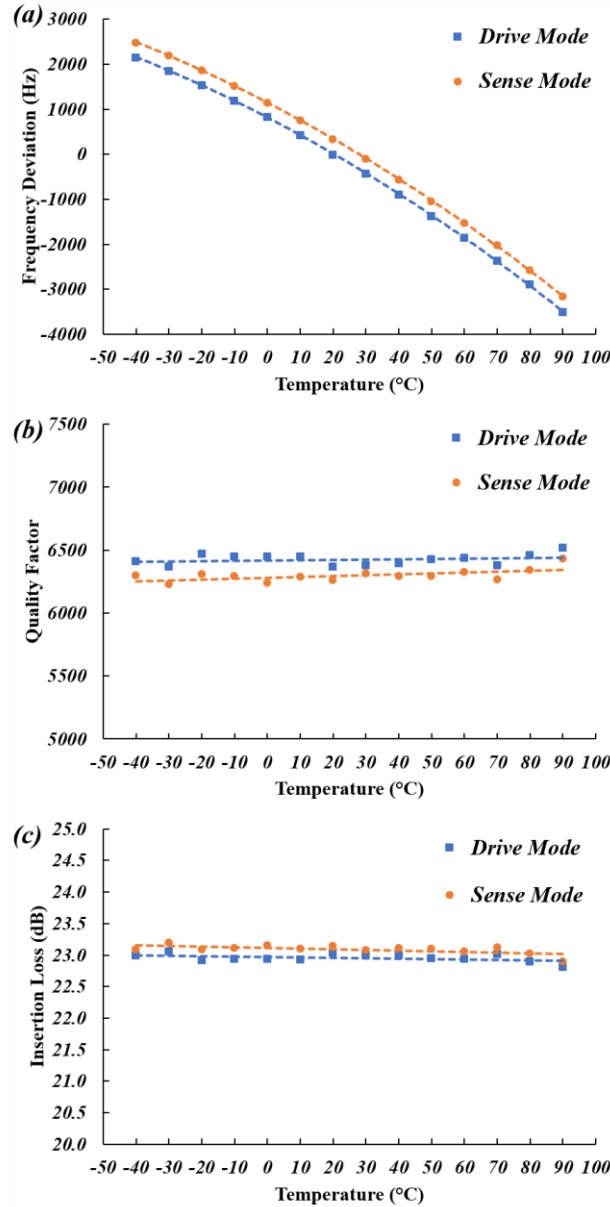 (a)
3000
2000
1000
0
-1000
-2000
-3000
-4000
Frequency Deviation (Hz)
Drive Mode
Sense Mode
-50 -40 -30 -20 -10 0 10 20 30 40 50 60 70 80 90 100
Temperature (°C)
(b)
7500
7000
6500
6000
5500
5000
Quality Factor
Drive Mode
Sense Mode
-50 -40 -30 -20 -10 0 10 20 30 40 50 60 70 80 90 100
Temperature (°C)
(c)
25.0
24.5
24.0
23.5
23.0
22.5
22.0
21.5
21.0
20.5
20.0
Insertion Loss (dB)
Drive Mode
Sense Mode
-50 -40 -30 -20 -10 0 10 20 30 40 50 60 70 80 90 100
Temperature (°C)